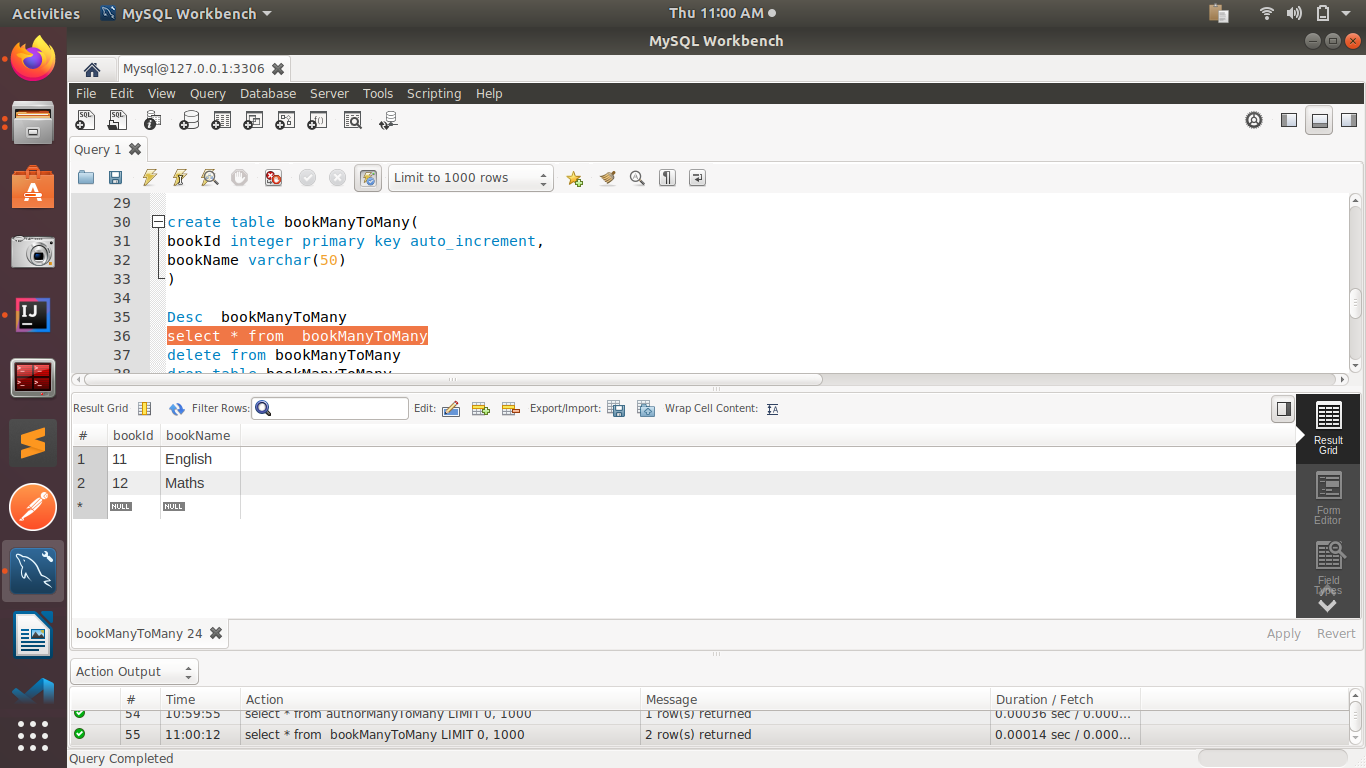 Activities MySQL Workbench Thu 11:00 AM
MySQL Workbench
Mysql@127.0.0.1:3306
File Edit View Query Database Server Tools Scripting Help
Query 1
Limit to 1000 rows
29
30 create table bookManyToMany(
31 bookId integer primary key auto_increment,
32 bookName varchar(50)
33 )
34
35 Desc  bookManyToMany
36 select * from  bookManyToMany
37 delete from bookManyToMany
38 drop table bookManyToMany
Result Grid Filter Rows: Edit: Export/Import: Wrap Cell Content:
# bookId bookName
1 11 English
2 12 Maths
* NULL NULL
Result Grid
Form Editor
Field Types
bookManyToMany 24 Apply Revert
Action Output
# Time Action Message Duration / Fetch
54 10:59:55 select * from authorManyToMany LIMIT 0, 1000 1 row(s) returned 0.00036 sec / 0.000...
55 11:00:12 select * from  bookManyToMany LIMIT 0, 1000 2 row(s) returned 0.00014 sec / 0.000...
Query Completed